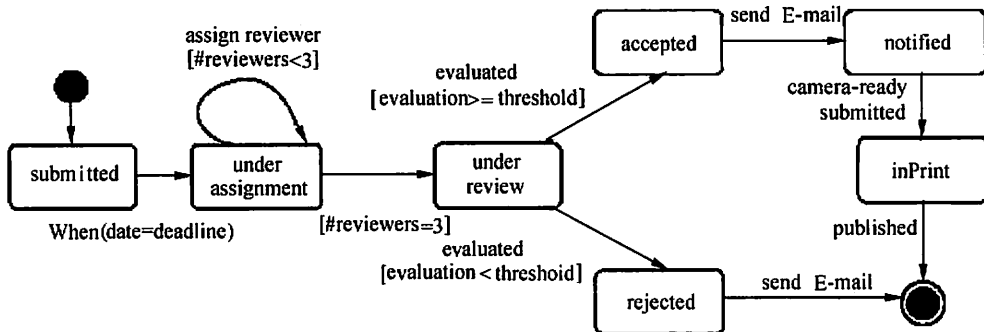 send E-mail
assign reviewer
[#reviewers<3]
accepted
notified
evaluated
[evaluation>= threshold]
camera-ready
submitted
submitted
under
assignment
under
review
inPrint
When(date=deadline)
[#reviewers=3]
evaluated
[evaluation<threshoid]
published
rejected
send E-mail